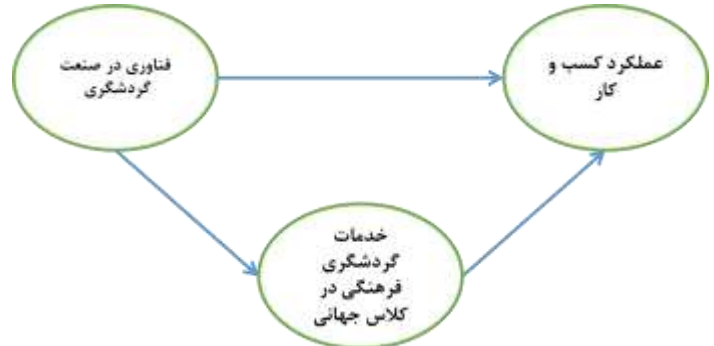 فناوری در صنعت
گردشگری
عملکرد کسب و
کار
خدمات
گردشگری
فرهنگی در
کلاس جهانی